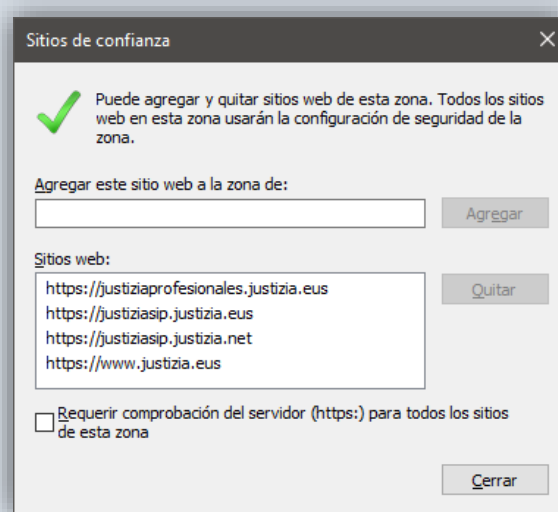 Sitios de confianza
Puede agregar y quitar sitios web de esta zona. Todos los sitios
web en esta zona usarán la configuración de seguridad de la
zona.
Agregar este sitio web a la zona de:
Agregar
Sitios web:
https://justiziaprofesionales.justizia.eus
https://justiziasip.justizia.eus
https://justiziasip.justizia.net
https://www.justizia.eus
Quitar
Requerir comprobación del servidor (https:) para todos los sitios
de esta zona
Cerrar